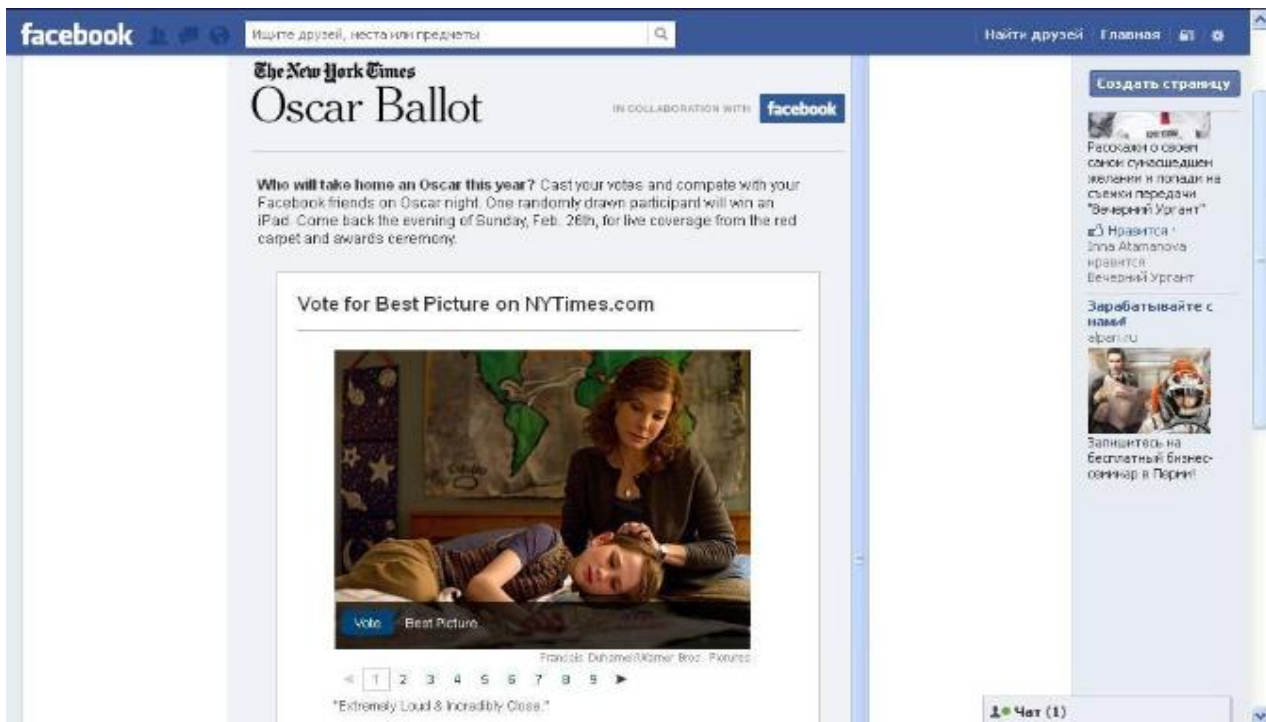 facebook
Ищите друзей, места или предметы
Найти друзей Главная
The New York Times
Oscar Ballot
IN COLLABORATION WITH facebook
Who will take home an Oscar this year? Cast your votes and compete with your
Facebook friends on Oscar night. One randomly drawn participant will win an
iPad. Come back the evening of Sunday, Feb. 26th, for live coverage from the red
carpet and awards ceremony.
Vote for Best Picture on NYTimes.com
Vote Best Picture
Francois Duhamel/Warner Bros. Pictures
1 2 3 4 5 6 7 8 9
"Extremely Loud & Incredibly Close."
Создать страницу
Расскажи о своем
самом сумасшедшем
желании и попади на
съемки передачи
"Вечерний Ургант"
Нравится ·
Inna Atamanova
нравится
Вечерний Ургант
Зарабатывайте с
нами!
alpari.ru
Запишитесь на
бесплатный бизнес-
семинар в Перми!
Чат (1)